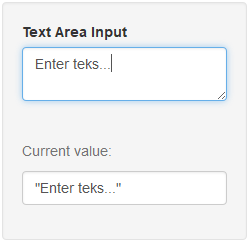 Text Area Input
Enter teks...
Current value:
"Enter teks..."